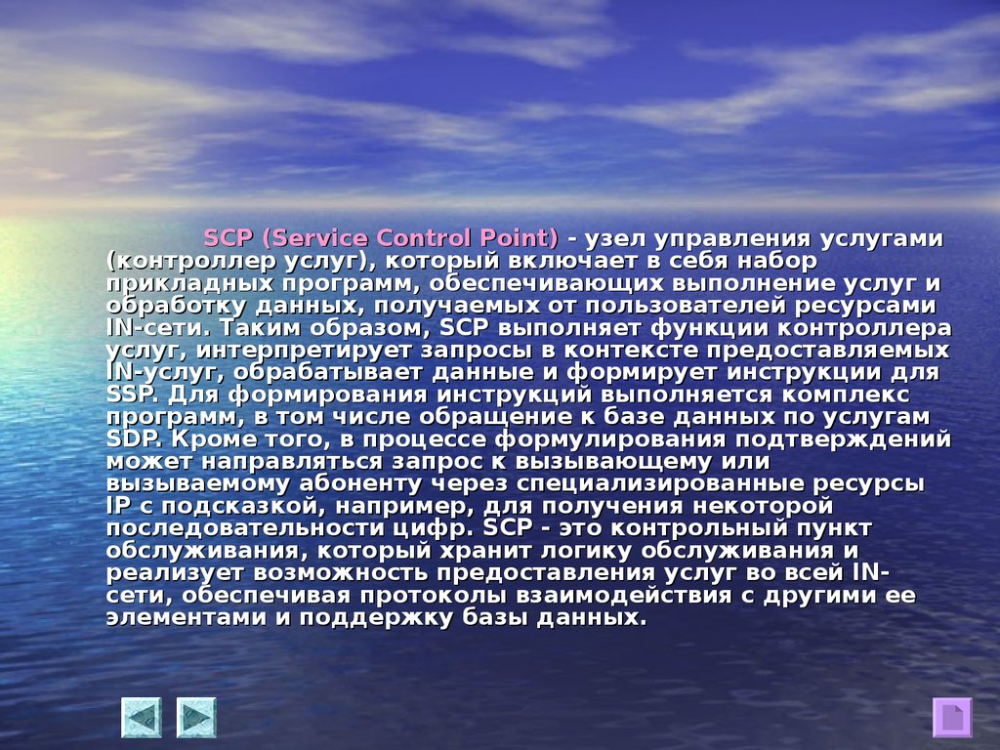 SCP (Service Control Point) - узел управления услугами
(контроллер услуг), который включает в себя набор
прикладных программ, обеспечивающих выполнение услуг и
обработку данных, получаемых от пользователей ресурсами
IN-сети. Таким образом, SCP выполняет функции контроллера
услуг, интерпретирует запросы в контексте предоставляемых
IN-услуг, обрабатывает данные и формирует инструкции для
SSP. Для формирования инструкций выполняется комплекс
программ, в том числе обращение к базе данных по услугам
SDP. Кроме того, в процессе формулирования подтверждений
может направляться запрос к вызывающему или
вызываемому абоненту через специализированные ресурсы
IP с подсказкой, например, для получения некоторой
последовательности цифр. SCP - это контрольный пункт
обслуживания, который хранит логику обслуживания и
реализует возможность предоставления услуг во всей IN-
сети, обеспечивая протоколы взаимодействия с другими ее
элементами и поддержку базы данных.